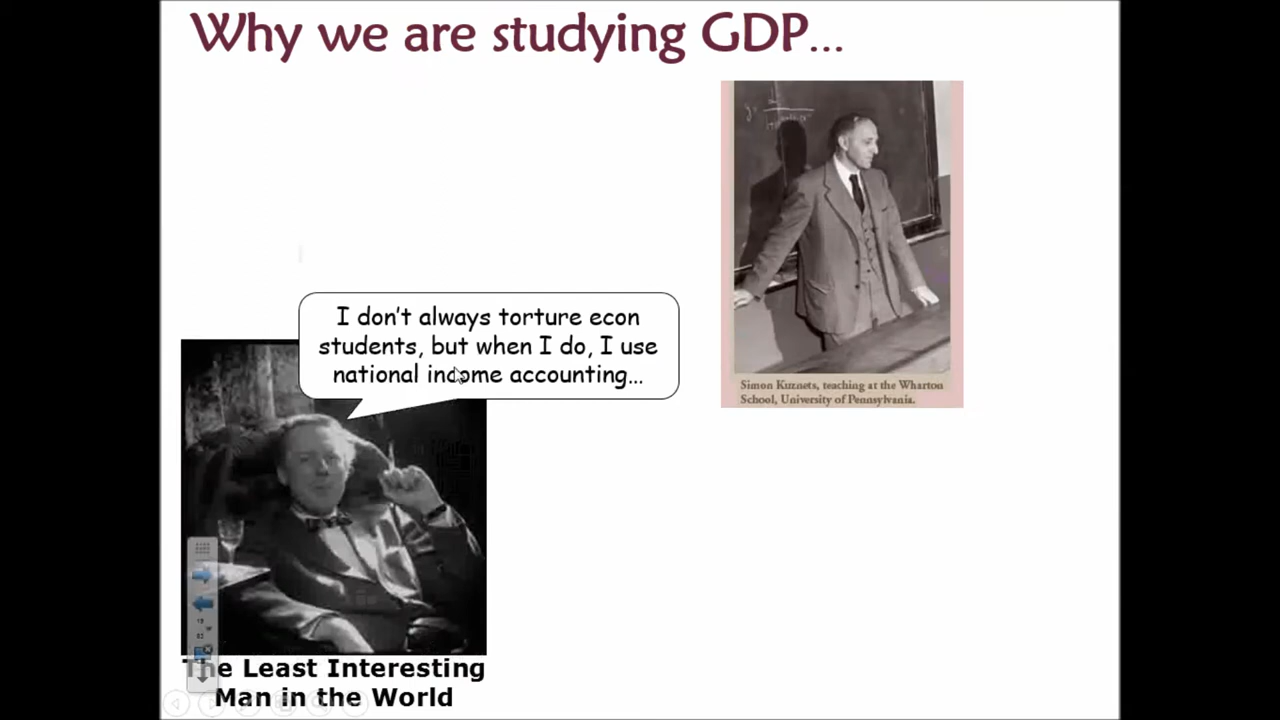 Why we are studying GDP...
I don't always torture econ
students, but when I do, I use
national income accounting...
Simon Kuznets, teaching at the Wharton
School, University of Pennsylvania.
The Least Interesting
Man in the World